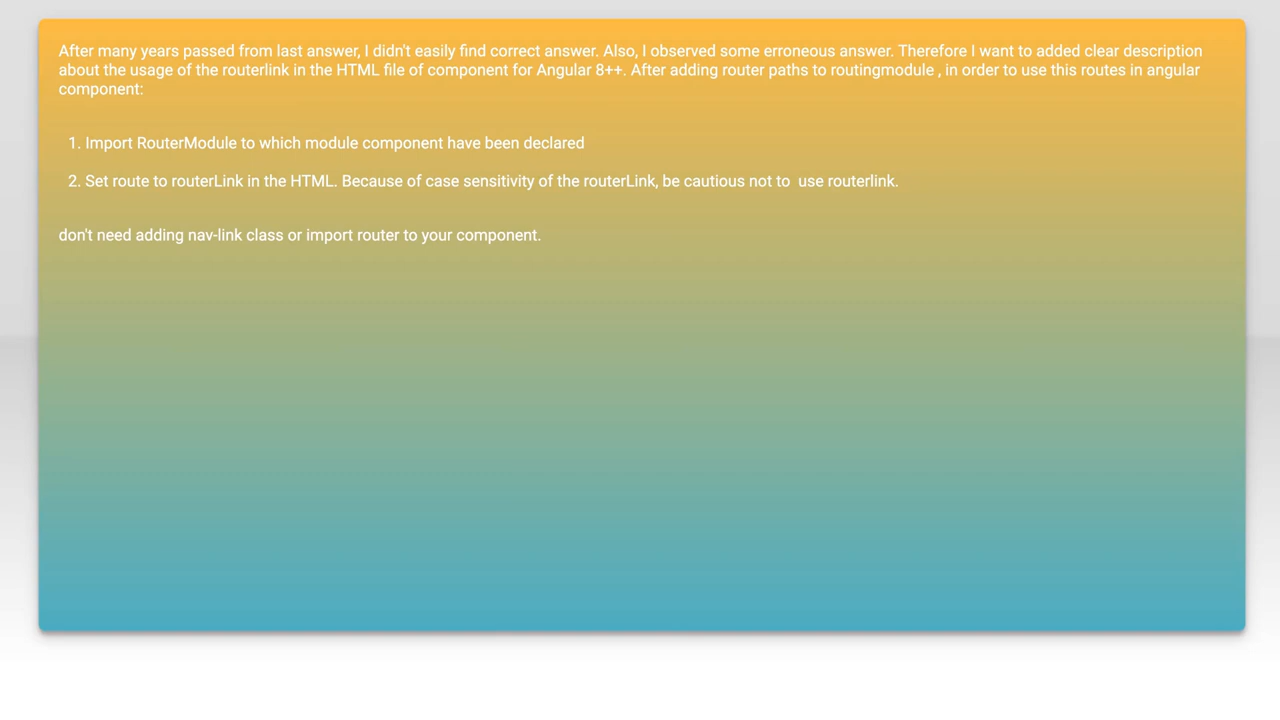 After many years passed from last answer, I didn't easily find correct answer. Also, I observed some erroneous answer. Therefore I want to added clear description
about the usage of the routerlink in the HTML file of component for Angular 8++. After adding router paths to routingmodule , in order to use this routes in angular
component:
1. Import RouterModule to which module component have been declared
2. Set route to routerLink in the HTML. Because of case sensitivity of the routerLink, be cautious not to  use routerlink.
don't need adding nav-link class or import router to your component.